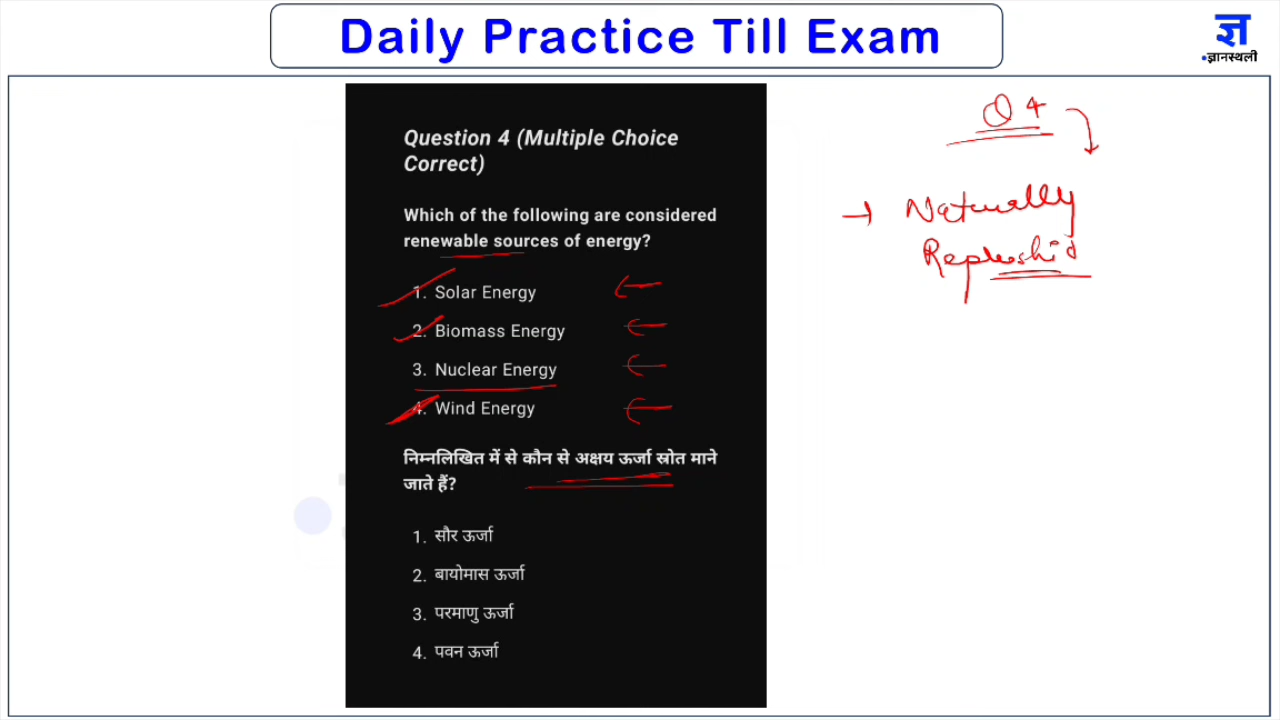 Daily Practice Till Exam
ज्ञ
ज्ञानस्थली
Question 4 (Multiple Choice
Correct)
Which of the following are considered
renewable sources of energy?
1. Solar Energy
2. Biomass Energy
3. Nuclear Energy
4. Wind Energy
निम्नलिखित में से कौन से अक्षय ऊर्जा स्रोत माने
जाते हैं?
1. सौर ऊर्जा
2. बायोमास ऊर्जा
3. परमाणु ऊर्जा
4. पवन ऊर्जा
Q 4
→ Naturally